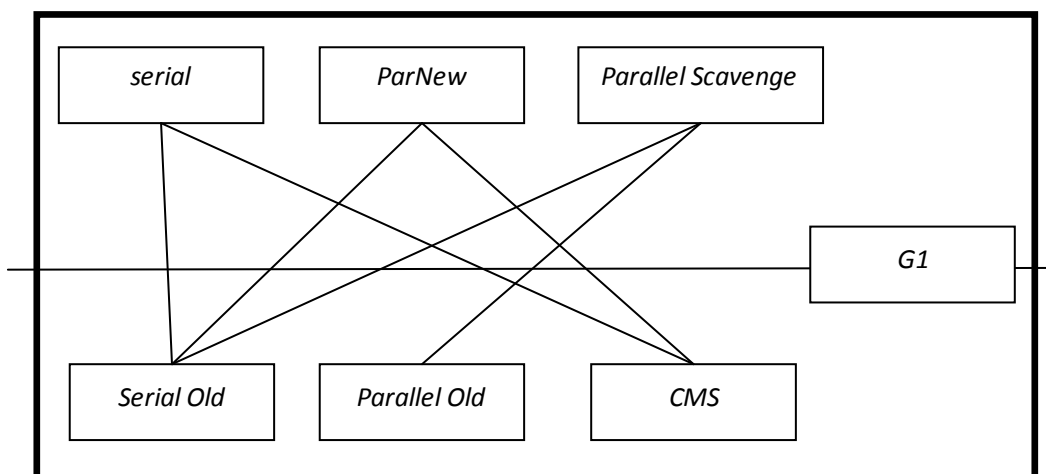 serial
ParNew
Parallel Scavenge
G1
Serial Old
Parallel Old
CMS